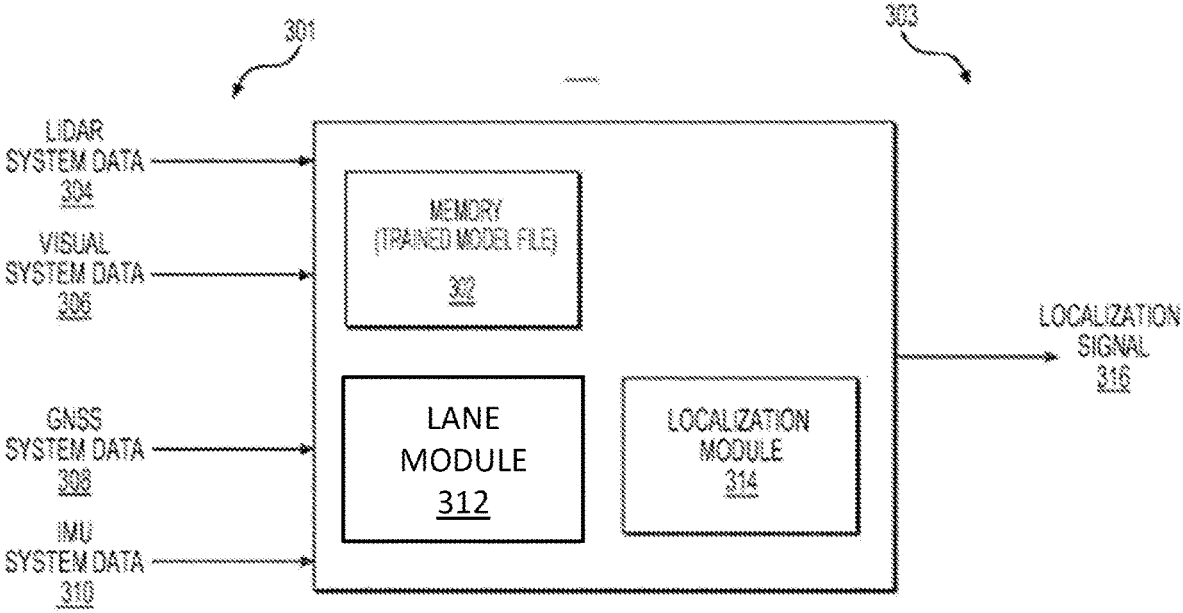 301
303
LIDAR
SYSTEM DATA
304
VISUAL
SYSTEM DATA
306
GNSS
SYSTEM DATA
308
IMU
SYSTEM DATA
310
MEMORY
(TRAINED MODEL FILE)
302
LANE
MODULE
312
LOCALIZATION
MODULE
314
LOCALIZATION
SIGNAL
316